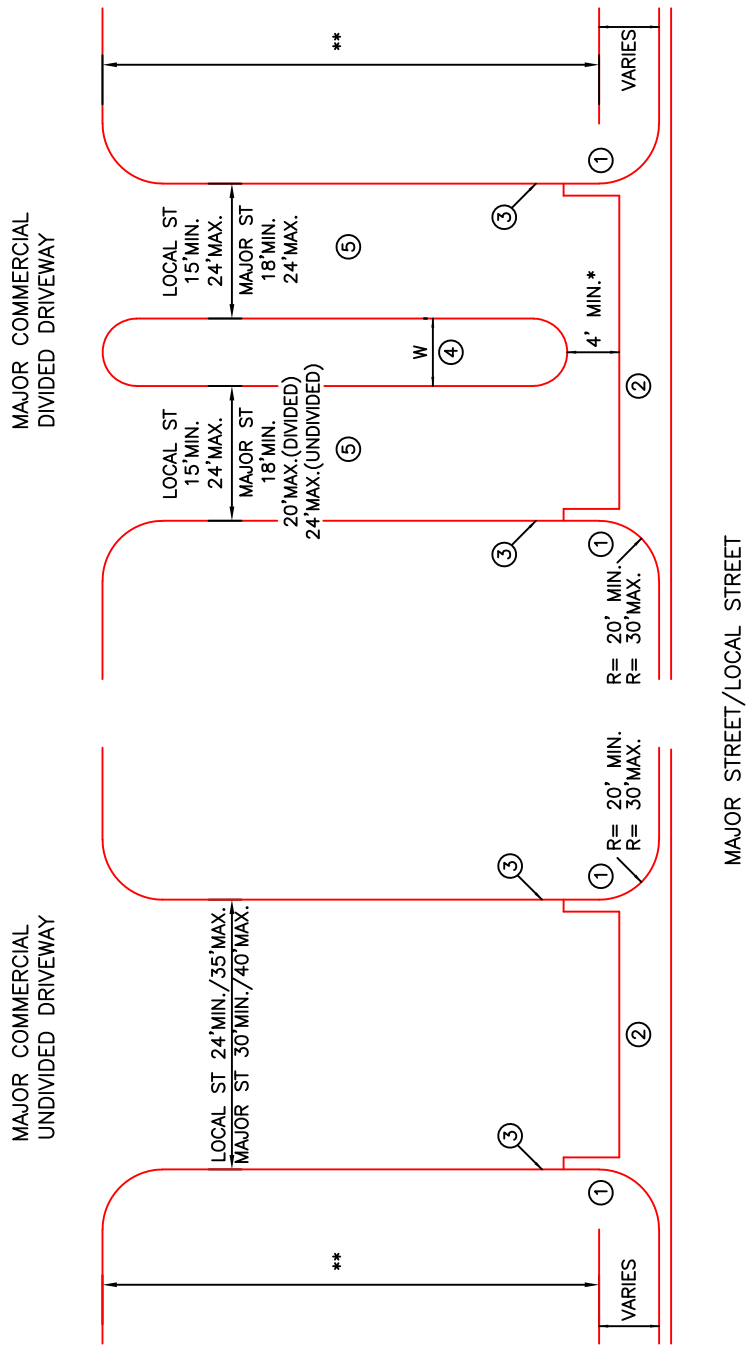 MAJOR COMMERCIAL
UNDIVIDED DRIVEWAY
MAJOR COMMERCIAL
DIVIDED DRIVEWAY
**
LOCAL ST 24'MIN./35'MAX.
MAJOR ST 30'MIN./40'MAX.
3
3
1
1
2
VARIES
R= 20' MIN.
R= 30'MAX.
LOCAL ST
15'MIN.
24'MAX.
MAJOR ST
18'MIN.
20'MAX.(DIVIDED)
24'MAX.(UNDIVIDED)
5
W
4
LOCAL ST
15'MIN.
24'MAX.
MAJOR ST
18'MIN.
24'MAX.
5
**
3
3
1
1
4' MIN.*
2
R= 20' MIN.
R= 30'MAX.
VARIES
MAJOR STREET/LOCAL STREET